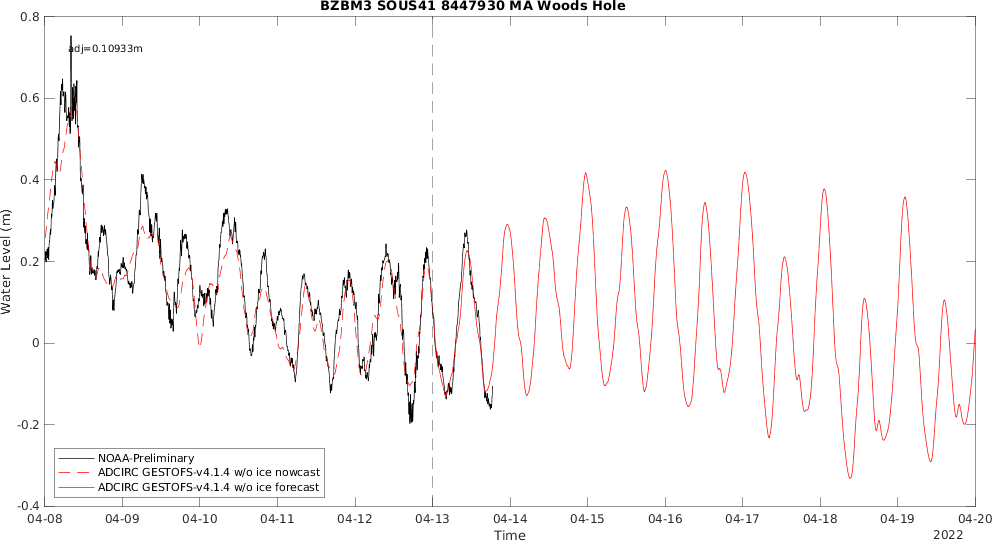 BZBM3 SOUS41 8447930 MA Woods Hole
adj=0.10933m
Water Level (m)
0.8
0.6
0.4
0.2
0
-0.2
-0.4
NOAA-Preliminary
ADCIRC GESTOFS-v4.1.4 w/o ice nowcast
ADCIRC GESTOFS-v4.1.4 w/o ice forecast
04-08 04-09 04-10 04-11 04-12 04-13 04-14 04-15 04-16 04-17 04-18 04-19 04-20
Time
2022